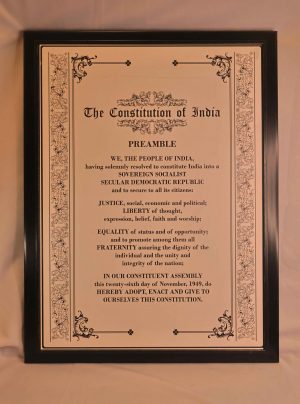 The Constitution of India
PREAMBLE
WE, THE PEOPLE OF INDIA,
having solemnly resolved to constitute India into a
SOVEREIGN SOCIALIST
SECULAR DEMOCRATIC REPUBLIC
and to secure to all its citizens:
JUSTICE, social, economic and political;
LIBERTY of thought,
expression, belief, faith and worship;
EQUALITY of status and of opportunity;
and to promote among them all
FRATERNITY assuring the dignity of the
individual and the unity and
integrity of the nation;
IN OUR CONSTITUENT ASSEMBLY
this twenty-sixth day of November, 1949, do
HEREBY ADOPT, ENACT AND GIVE TO
OURSELVES THIS CONSTITUTION.